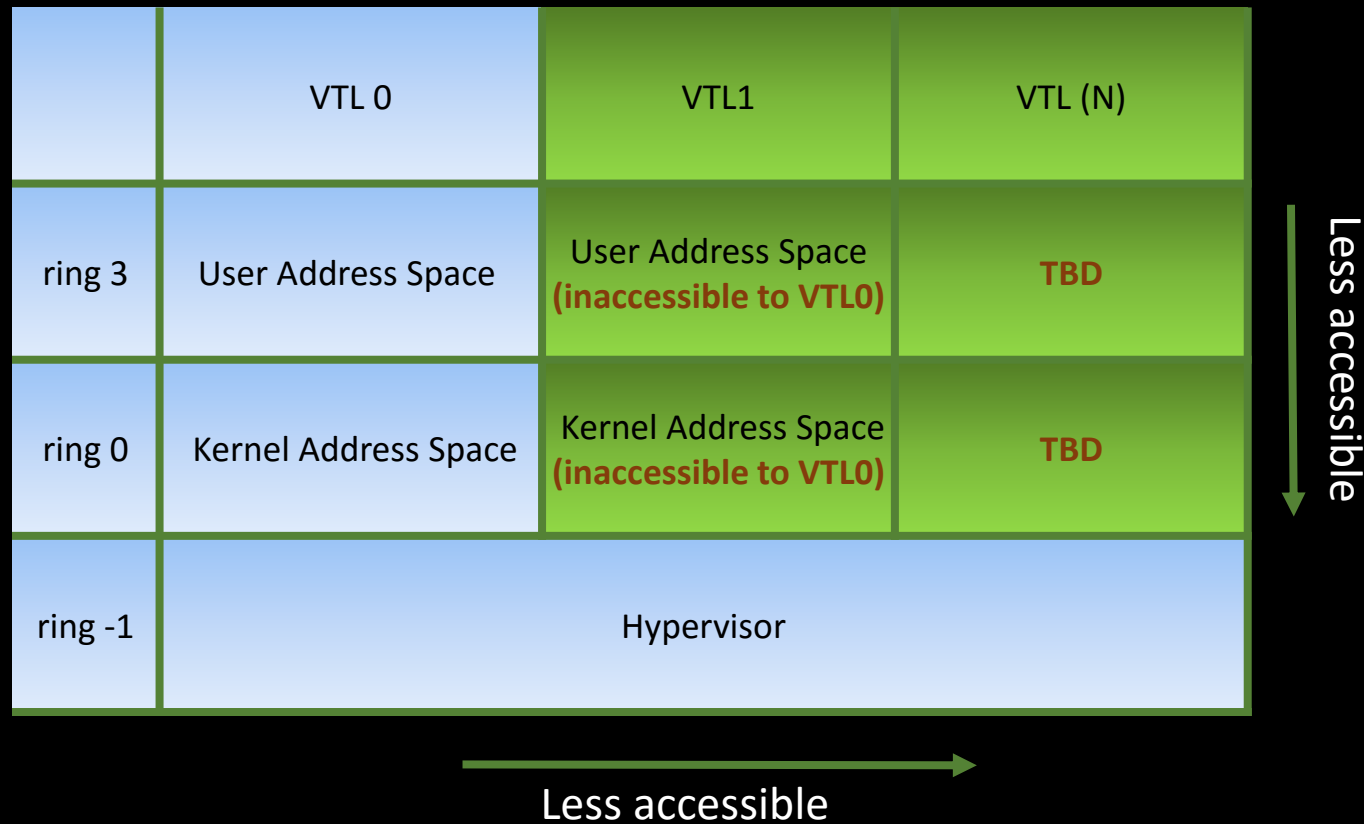 VTL 0
VTL1
VTL (N)
ring 3
User Address Space
User Address Space
(inaccessible to VTL0)
TBD
ring 0
Kernel Address Space
Kernel Address Space
(inaccessible to VTL0)
TBD
ring -1
Hypervisor
Less accessible
Less accessible